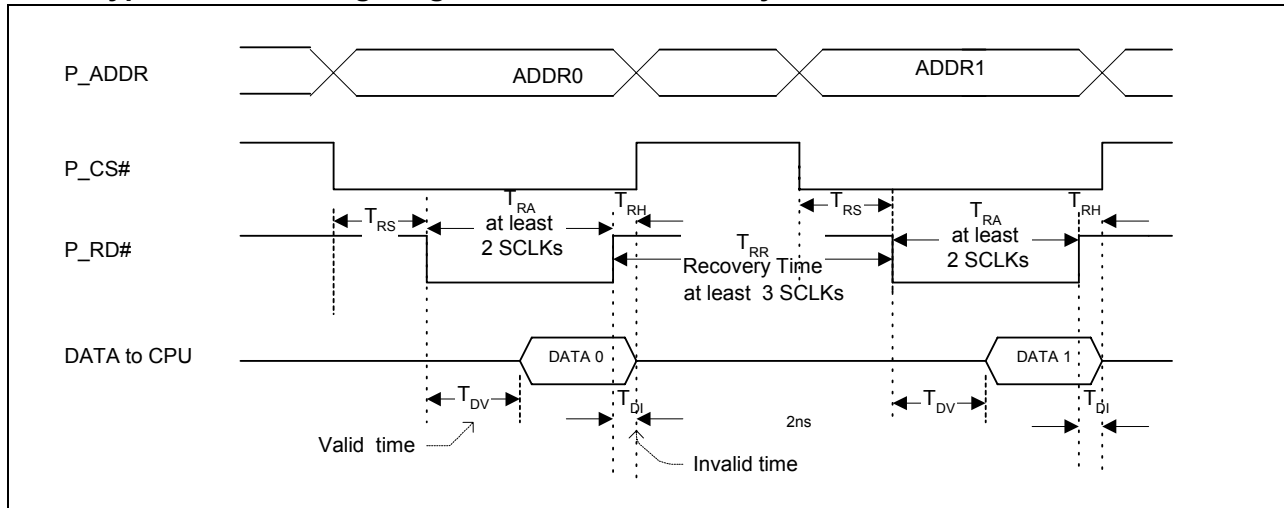 P_ADDR
ADDR0
ADDR1
P_CS#
P_RD#
T_RS
T_RA
at least
2 SCLKs
T_RH
T_RR
Recovery Time
at least 3 SCLKs
T_RS
T_RA
at least
2 SCLKs
T_RH
DATA to CPU
DATA 0
DATA 1
T_DV
T_DI
2ns
T_DV
T_DI
Valid time
Invalid time